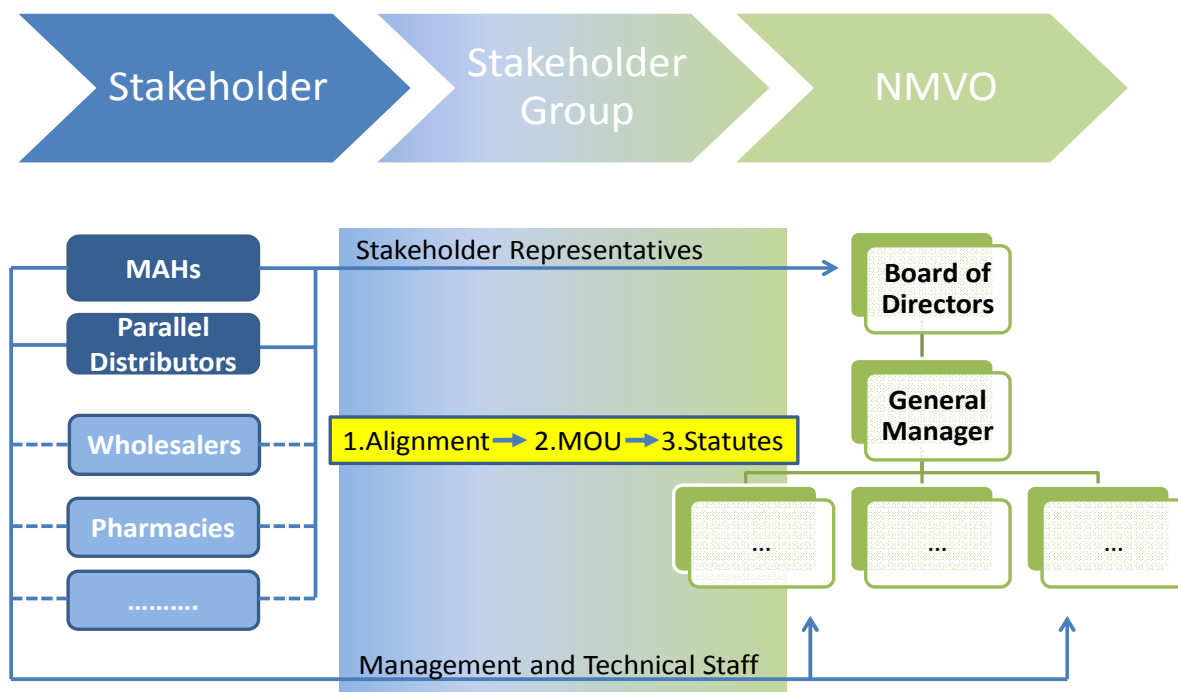 Stakeholder
Stakeholder
Group
NMVO
Stakeholder Representatives
MAHs
Board of
Directors
Parallel
Distributors
General
Manager
Wholesalers
1.Alignment
2.MOU
3.Statutes
Pharmacies
...
...
...
……….
Management and Technical Staff